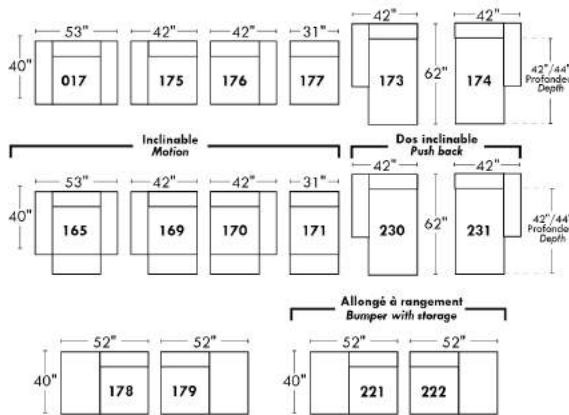 53" 42" 42" 31" 42" 42"
40" 017 175 176 177 173 62" 174 42"/44"
Profondeur
Depth
Inclinable
Motion
Dos inclinable
Push back
53" 42" 42" 31" 42" 42"
40" 165 169 170 171 230 62" 231 42"/44"
Profondeur
Depth
Allongé à rangement
Bumper with storage
52" 52" 52" 52"
40" 178 179 40" 221 222